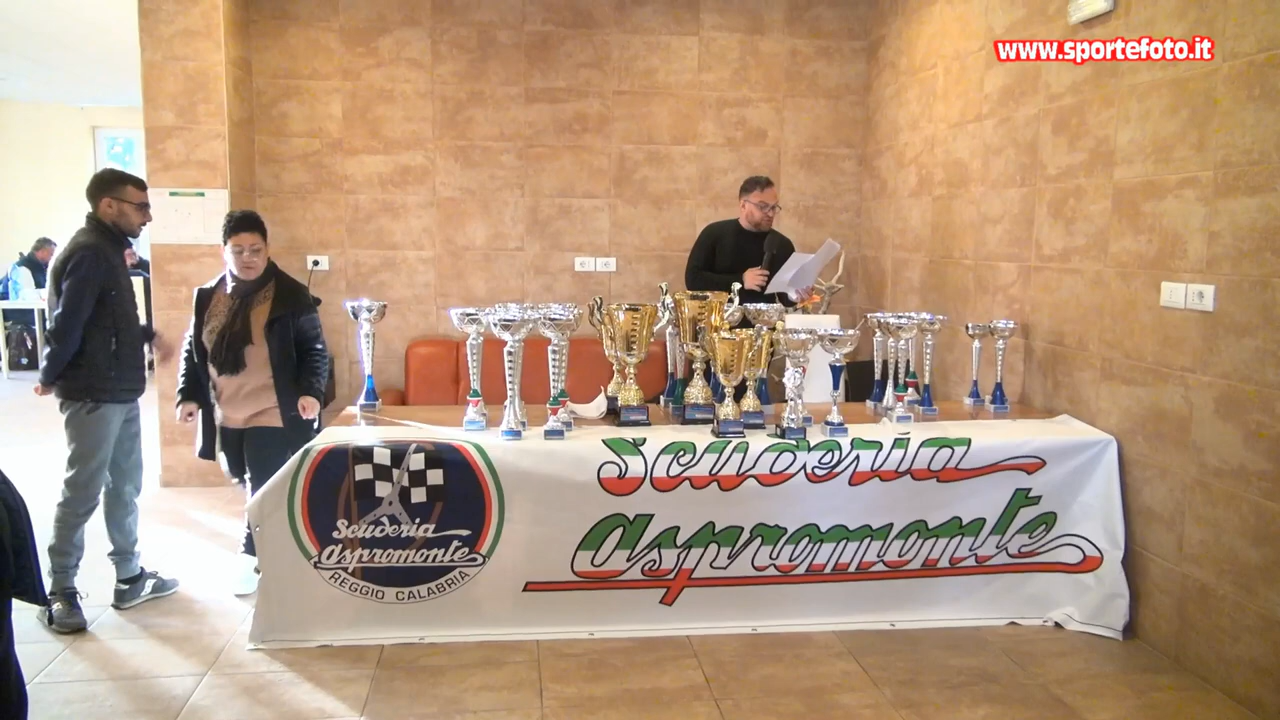 www.sportefoto.it
Scuderia
Aspromonte
REGGIO CALABRIA
Scuderia
Aspromonte